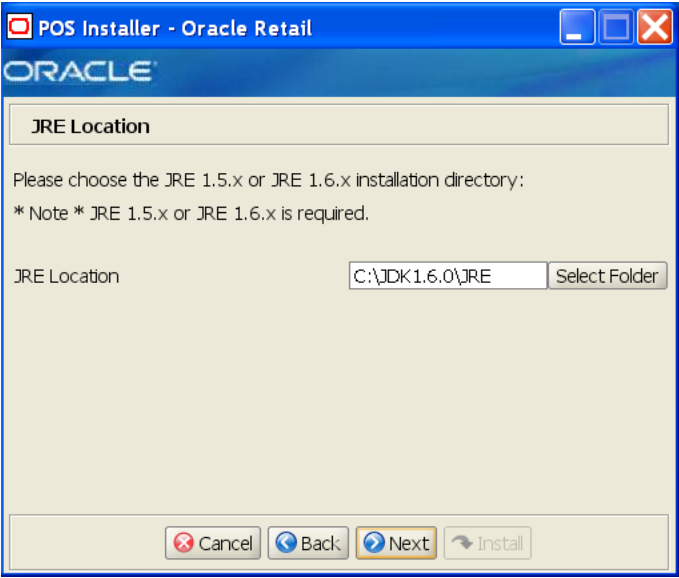 POS Installer - Oracle Retail
ORACLE
JRE Location
Please choose the JRE 1.5.x or JRE 1.6.x installation directory:
* Note * JRE 1.5.x or JRE 1.6.x is required.
JRE Location C:\JDK1.6.0\JRE Select Folder
Cancel Back Next Install